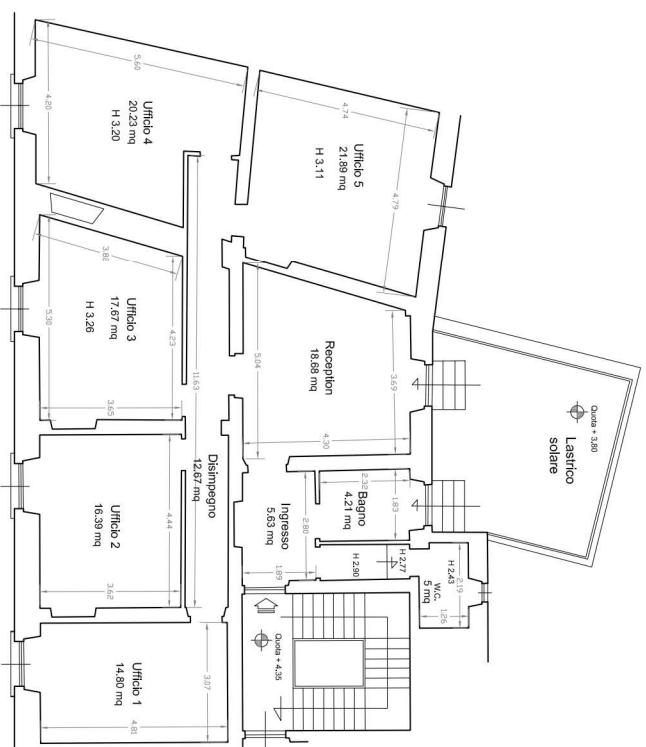 Ufficio 4
20.23 mq
H 3.20
5.60
4.20
Ufficio 5
21.89 mq
H 3.11
4.74
4.79
Ufficio 3
17.67 mq
H 3.26
3.88
5.30
4.23
3.65
Reception
18.68 mq
5.04
3.69
4.30
11.63
Disimpegno
12.67 mq
Quota + 3,80
Lastrico
solare
Bagno
4.21 mq
2.32
1.83
Ingresso
5.63 mq
2.80
1.89
H 2.90
H 2.77
H 2.43
W.C.
5 mq
2.19
1.26
Ufficio 2
16.39 mq
4.44
3.62
Quota + 4,35
Ufficio 1
14.80 mq
3.07
4.81